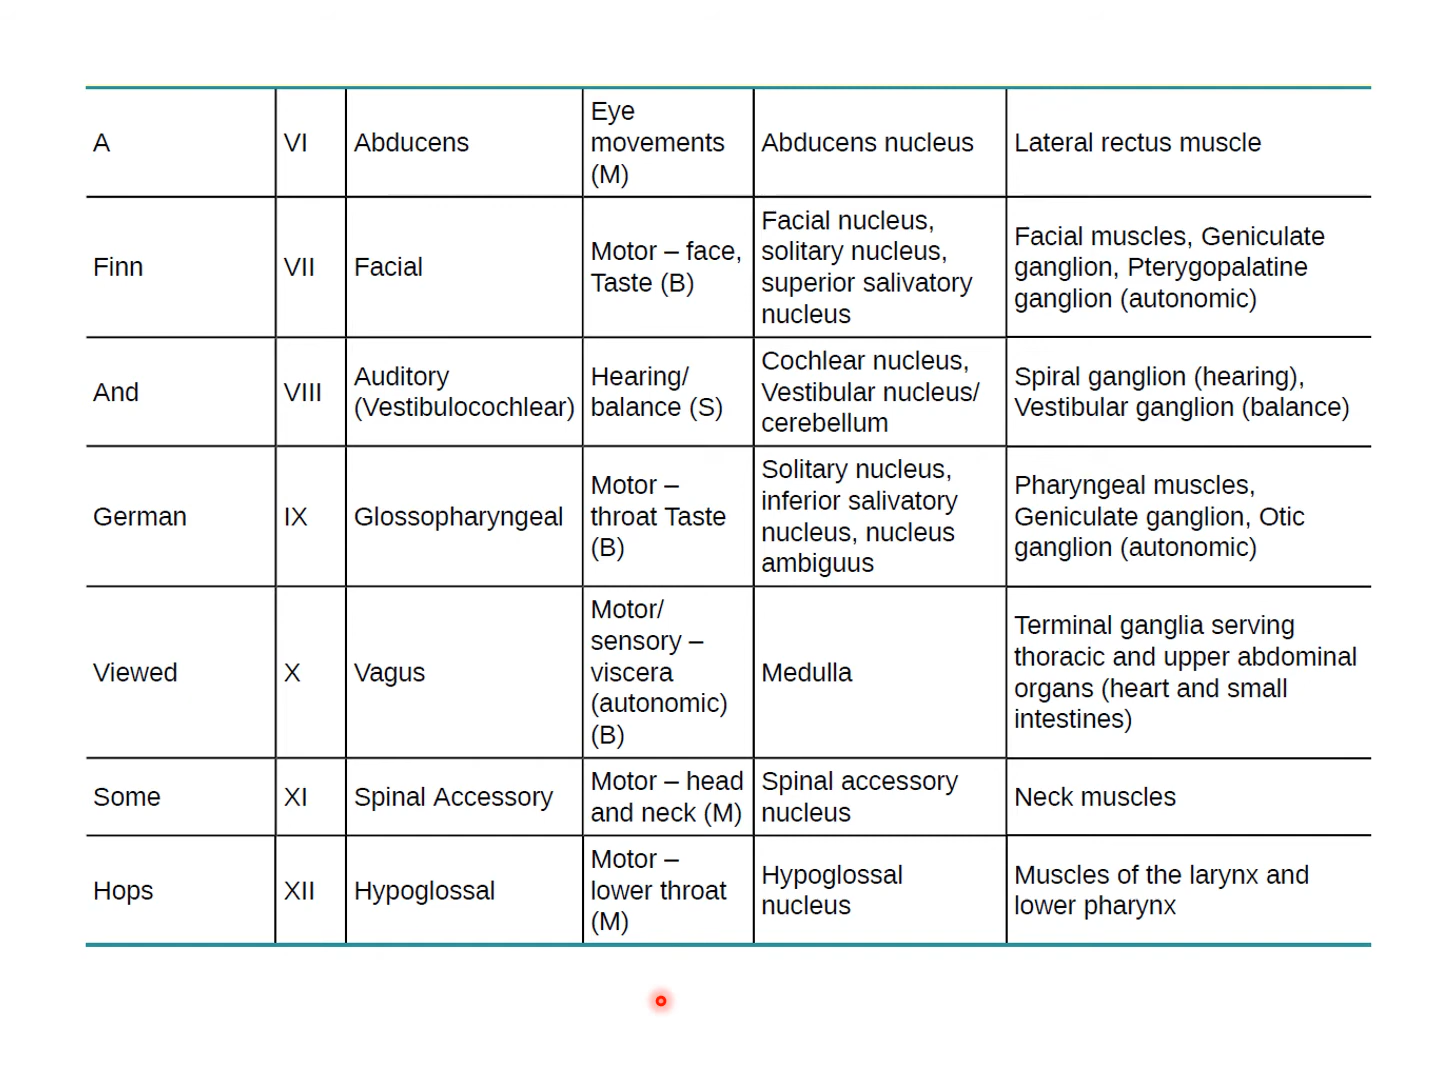 A
VI
Abducens
Eye
movements
(M)
Abducens nucleus
Lateral rectus muscle
Finn
VII
Facial
Motor – face,
Taste (B)
Facial nucleus,
solitary nucleus,
superior salivatory
nucleus
Facial muscles, Geniculate
ganglion, Pterygopalatine
ganglion (autonomic)
And
VIII
Auditory
(Vestibulocochlear)
Hearing/
balance (S)
Cochlear nucleus,
Vestibular nucleus/
cerebellum
Spiral ganglion (hearing),
Vestibular ganglion (balance)
German
IX
Glossopharyngeal
Motor –
throat Taste
(B)
Solitary nucleus,
inferior salivatory
nucleus, nucleus
ambiguus
Pharyngeal muscles,
Geniculate ganglion, Otic
ganglion (autonomic)
Viewed
X
Vagus
Motor/
sensory –
viscera
(autonomic)
(B)
Medulla
Terminal ganglia serving
thoracic and upper abdominal
organs (heart and small
intestines)
Some
XI
Spinal Accessory
Motor – head
and neck (M)
Spinal accessory
nucleus
Neck muscles
Hops
XII
Hypoglossal
Motor –
lower throat
(M)
Hypoglossal
nucleus
Muscles of the larynx and
lower pharynx